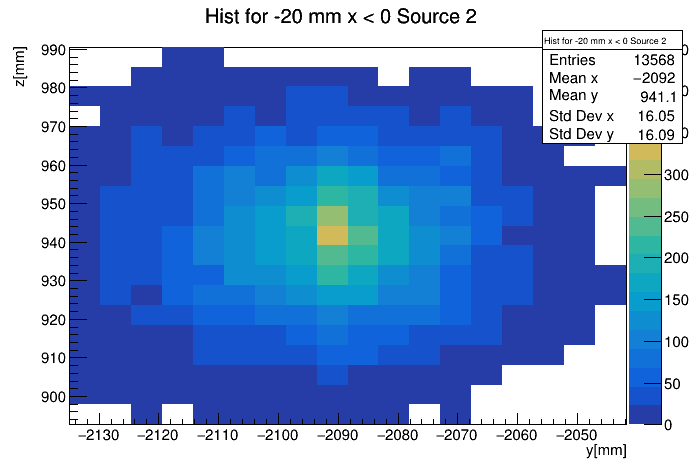 Hist for -20 mm x < 0 Source 2
Hist for -20 mm x < 0 Source 2
Entries 13568
Mean x −2092
Mean y 941.1
Std Dev x 16.05
Std Dev y 16.09
z[mm]
990
980
970
960
950
940
930
920
910
900
−2130 −2120 −2110 −2100 −2090 −2080 −2070 −2060 −2050
y[mm]
300
250
200
150
100
50
0